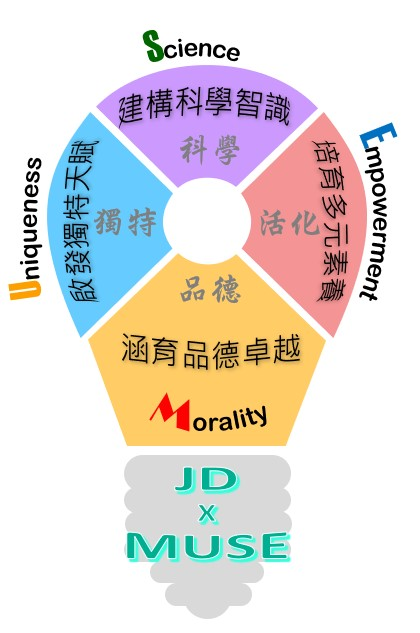 Science
建構科學智識
科學
Uniqueness
啟發獨特天賦
獨特
Empowerment
培育多元素養
活化
品德
涵育品德卓越
Morality
JD
x
MUSE